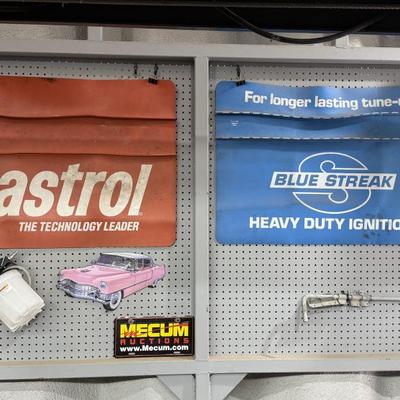 astrol
THE TECHNOLOGY LEADER
For longer lasting tune-u
S
BLUE STREAK
HEAVY DUTY IGNITIO
MECUM
AUCTIONS
www.Mecum.com